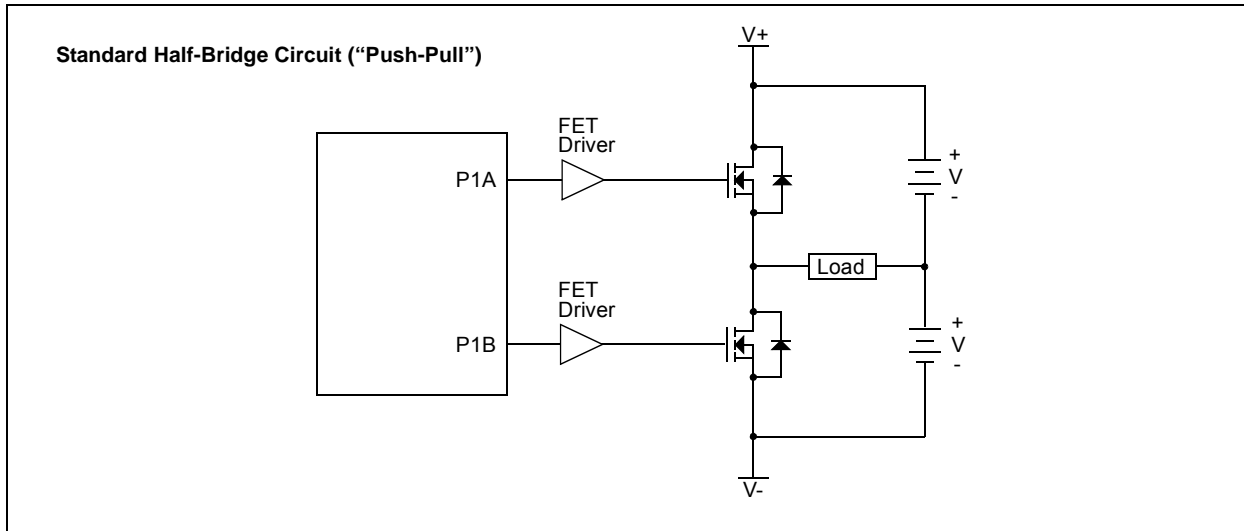 Standard Half-Bridge Circuit (“Push-Pull”)
V+
FET
Driver
P1A
+
V
-
Load
FET
Driver
P1B
+
V
-
V-